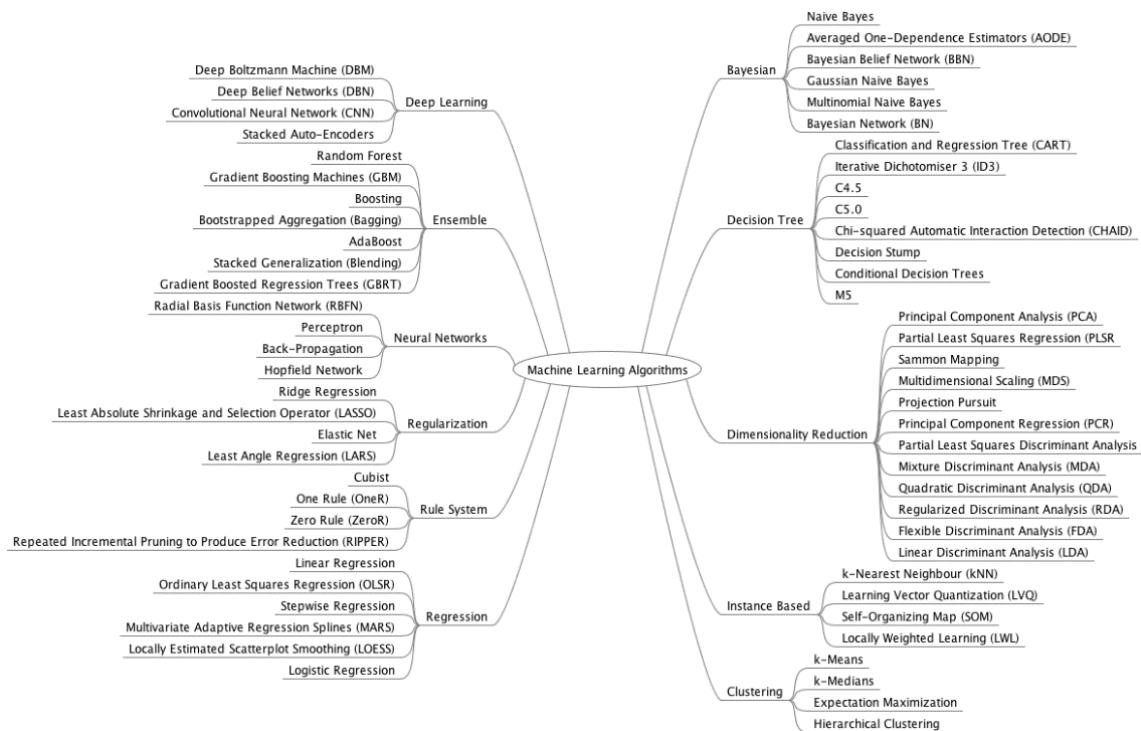 Machine Learning Algorithms
Deep Learning
Deep Boltzmann Machine (DBM)
Deep Belief Networks (DBN)
Convolutional Neural Network (CNN)
Stacked Auto-Encoders
Ensemble
Random Forest
Gradient Boosting Machines (GBM)
Boosting
Bootstrapped Aggregation (Bagging)
AdaBoost
Stacked Generalization (Blending)
Gradient Boosted Regression Trees (GBRT)
Neural Networks
Radial Basis Function Network (RBFN)
Perceptron
Back-Propagation
Hopfield Network
Regularization
Ridge Regression
Least Absolute Shrinkage and Selection Operator (LASSO)
Elastic Net
Least Angle Regression (LARS)
Rule System
Cubist
One Rule (OneR)
Zero Rule (ZeroR)
Repeated Incremental Pruning to Produce Error Reduction (RIPPER)
Regression
Linear Regression
Ordinary Least Squares Regression (OLSR)
Stepwise Regression
Multivariate Adaptive Regression Splines (MARS)
Locally Estimated Scatterplot Smoothing (LOESS)
Logistic Regression
Bayesian
Naive Bayes
Averaged One-Dependence Estimators (AODE)
Bayesian Belief Network (BBN)
Gaussian Naive Bayes
Multinomial Naive Bayes
Bayesian Network (BN)
Decision Tree
Classification and Regression Tree (CART)
Iterative Dichotomiser 3 (ID3)
C4.5
C5.0
Chi-squared Automatic Interaction Detection (CHAID)
Decision Stump
Conditional Decision Trees
M5
Dimensionality Reduction
Principal Component Analysis (PCA)
Partial Least Squares Regression (PLSR
Sammon Mapping
Multidimensional Scaling (MDS)
Projection Pursuit
Principal Component Regression (PCR)
Partial Least Squares Discriminant Analysis
Mixture Discriminant Analysis (MDA)
Quadratic Discriminant Analysis (QDA)
Regularized Discriminant Analysis (RDA)
Flexible Discriminant Analysis (FDA)
Linear Discriminant Analysis (LDA)
Instance Based
k-Nearest Neighbour (kNN)
Learning Vector Quantization (LVQ)
Self-Organizing Map (SOM)
Locally Weighted Learning (LWL)
Clustering
k-Means
k-Medians
Expectation Maximization
Hierarchical Clustering